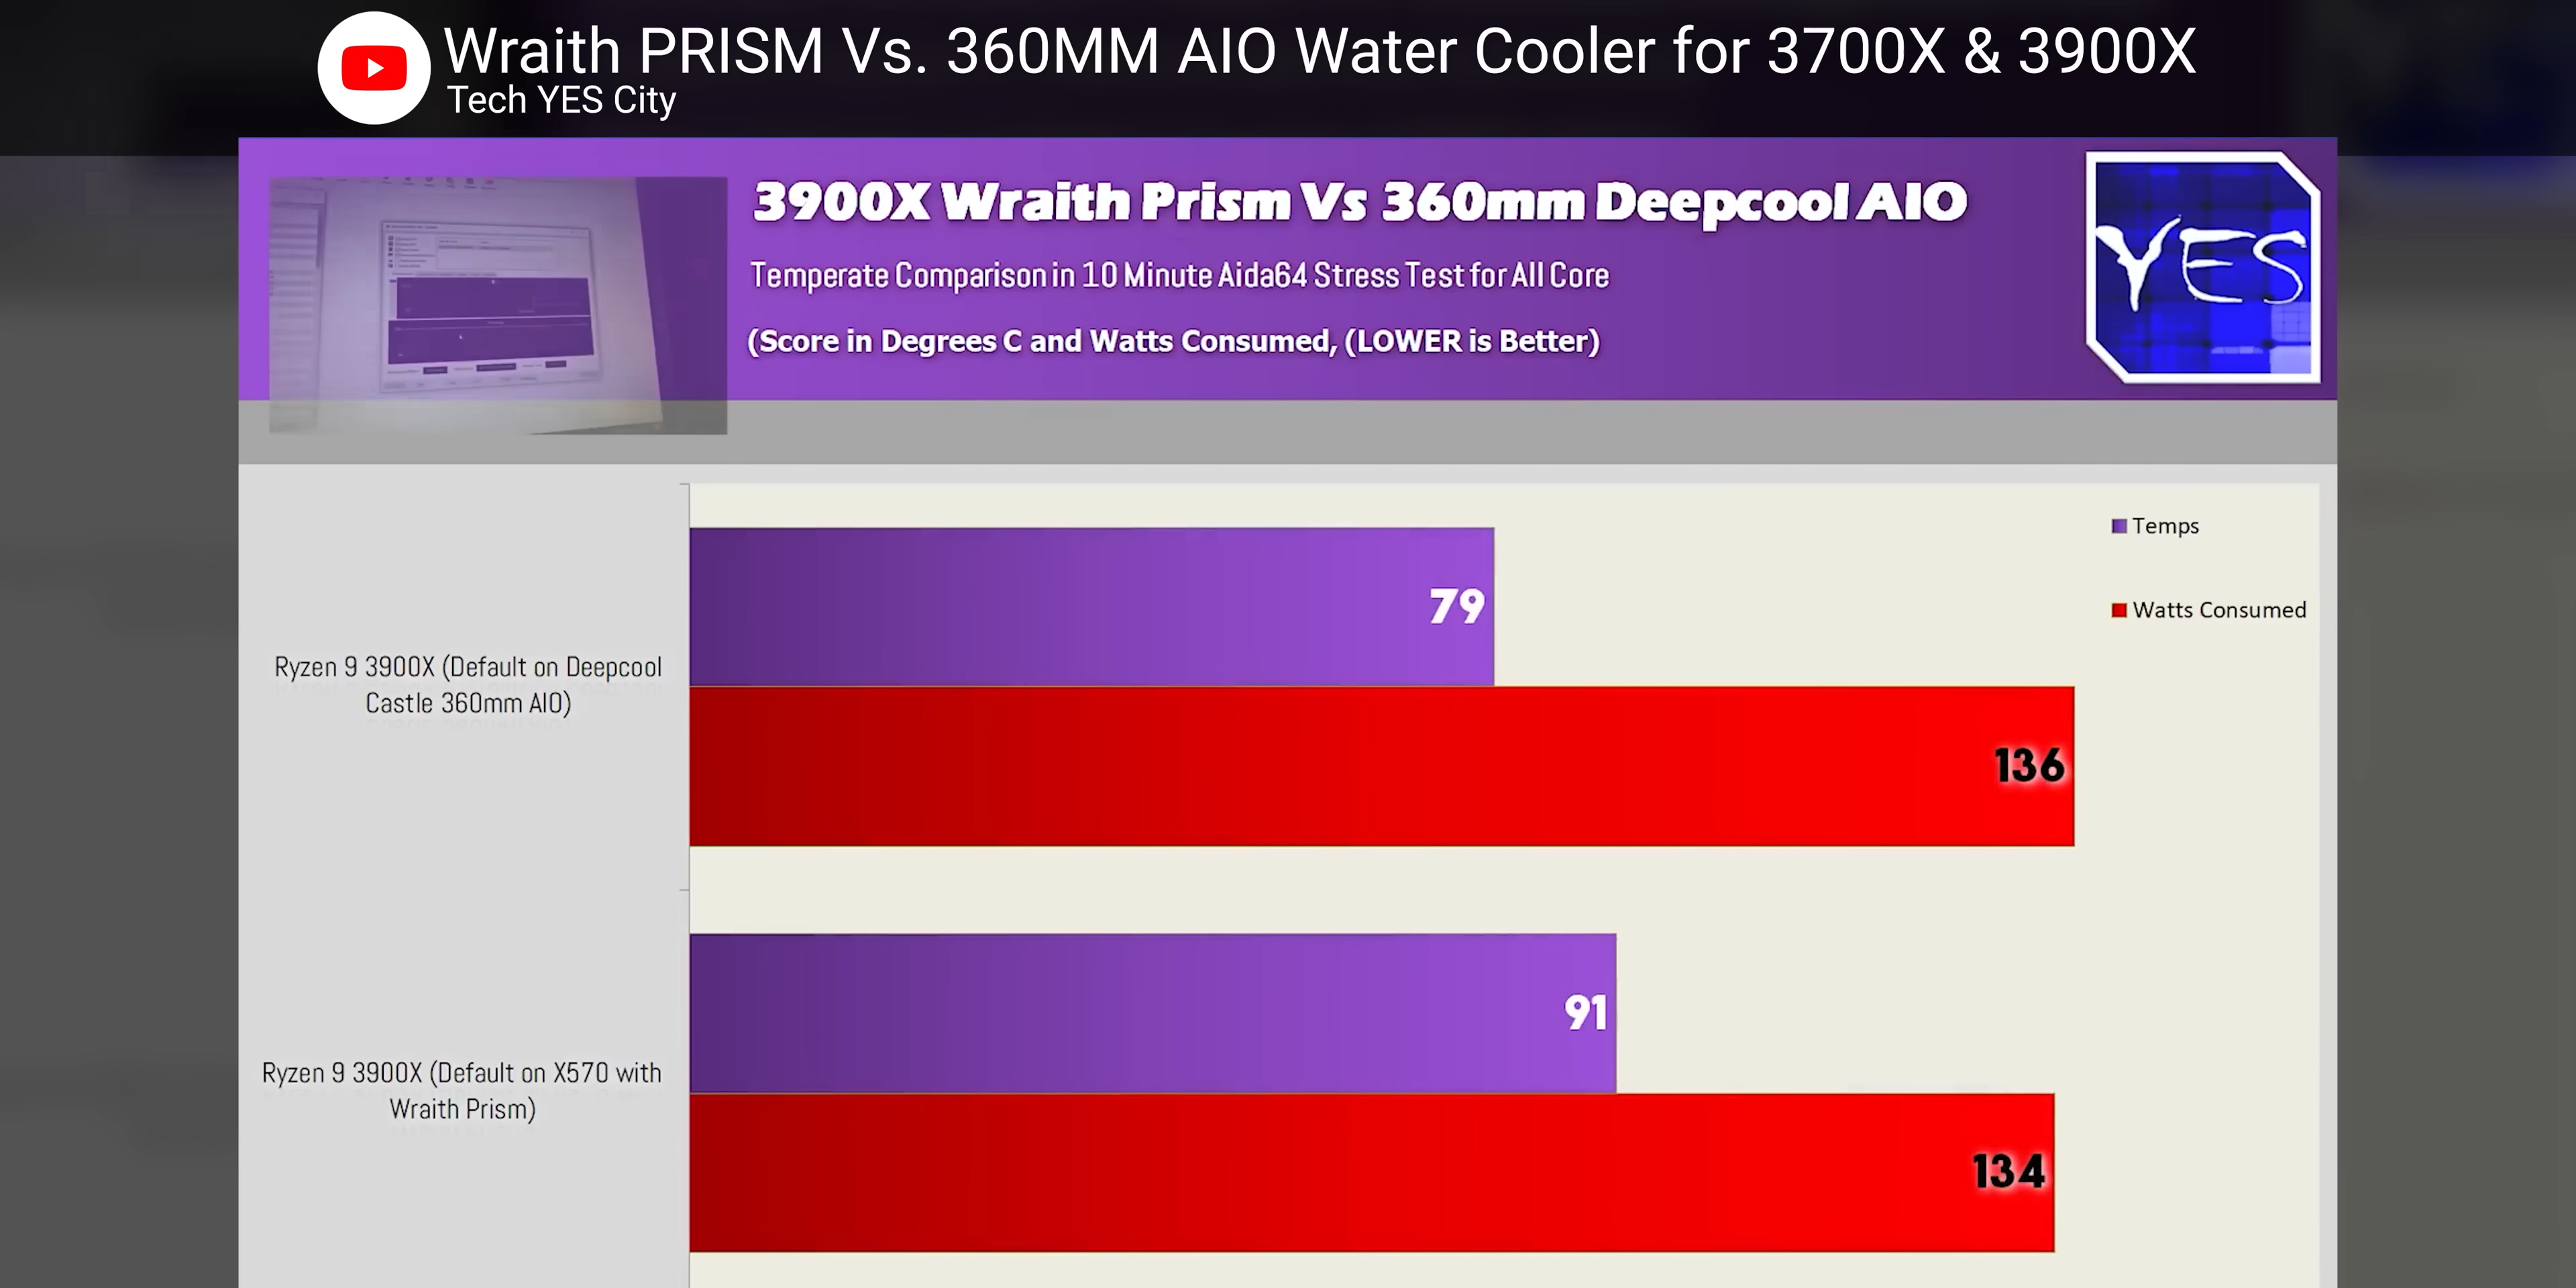 Wraith PRISM Vs. 360MM AIO Water Cooler for 3700X & 3900X
Tech YES City
3900X Wraith Prism Vs 360mm Deepcool AIO
Temperate Comparison in 10 Minute Aida64 Stress Test for All Core
(Score in Degrees C and Watts Consumed, (LOWER is Better)
YES
Temps
Watts Consumed
Ryzen 9 3900X (Default on Deepcool
Castle 360mm AIO)
79
136
Ryzen 9 3900X (Default on X570 with
Wraith Prism)
91
134